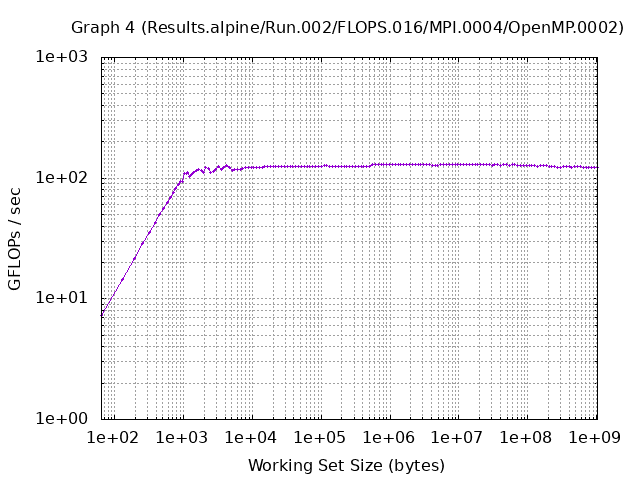 Graph 4 (Results.alpine/Run.002/FLOPS.016/MPI.0004/OpenMP.0002)
1e+03
1e+02
1e+01
1e+00
GFLOPs / sec
1e+02 1e+03 1e+04 1e+05 1e+06 1e+07 1e+08 1e+09
Working Set Size (bytes)